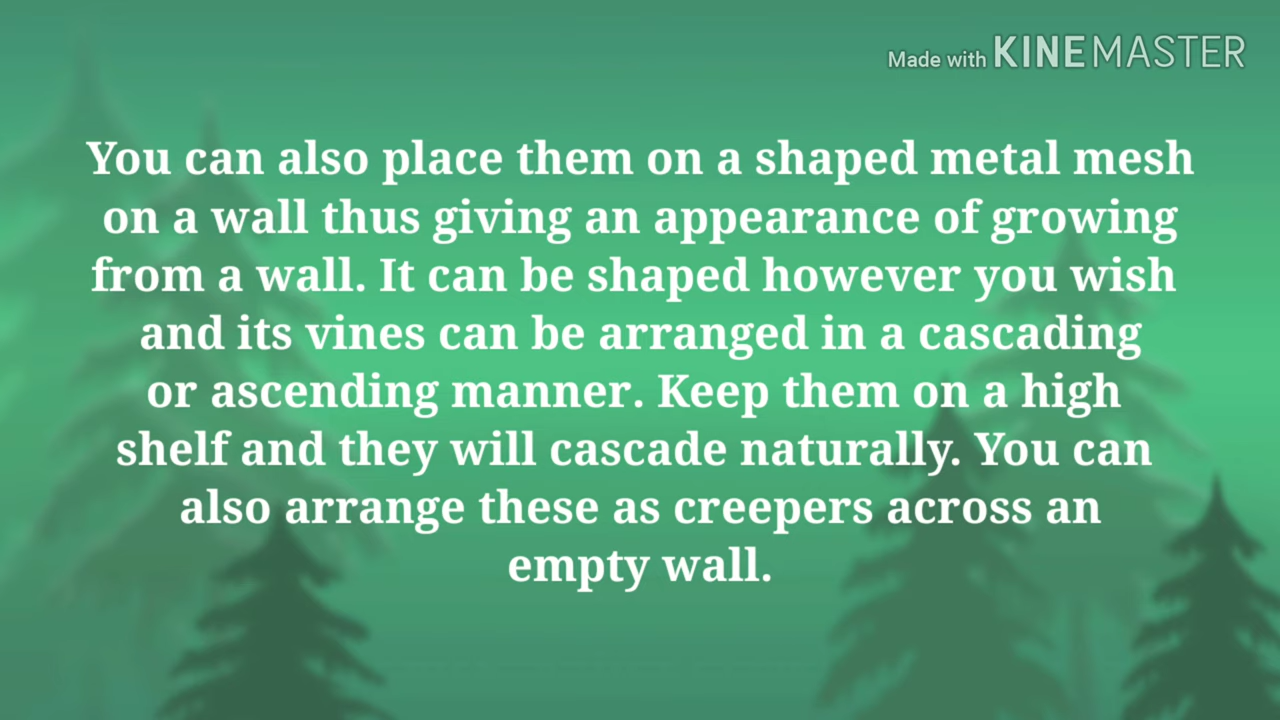 Made with KINEMASTER
You can also place them on a shaped metal mesh
on a wall thus giving an appearance of growing
from a wall. It can be shaped however you wish
and its vines can be arranged in a cascading
or ascending manner. Keep them on a high
shelf and they will cascade naturally. You can
also arrange these as creepers across an
empty wall.